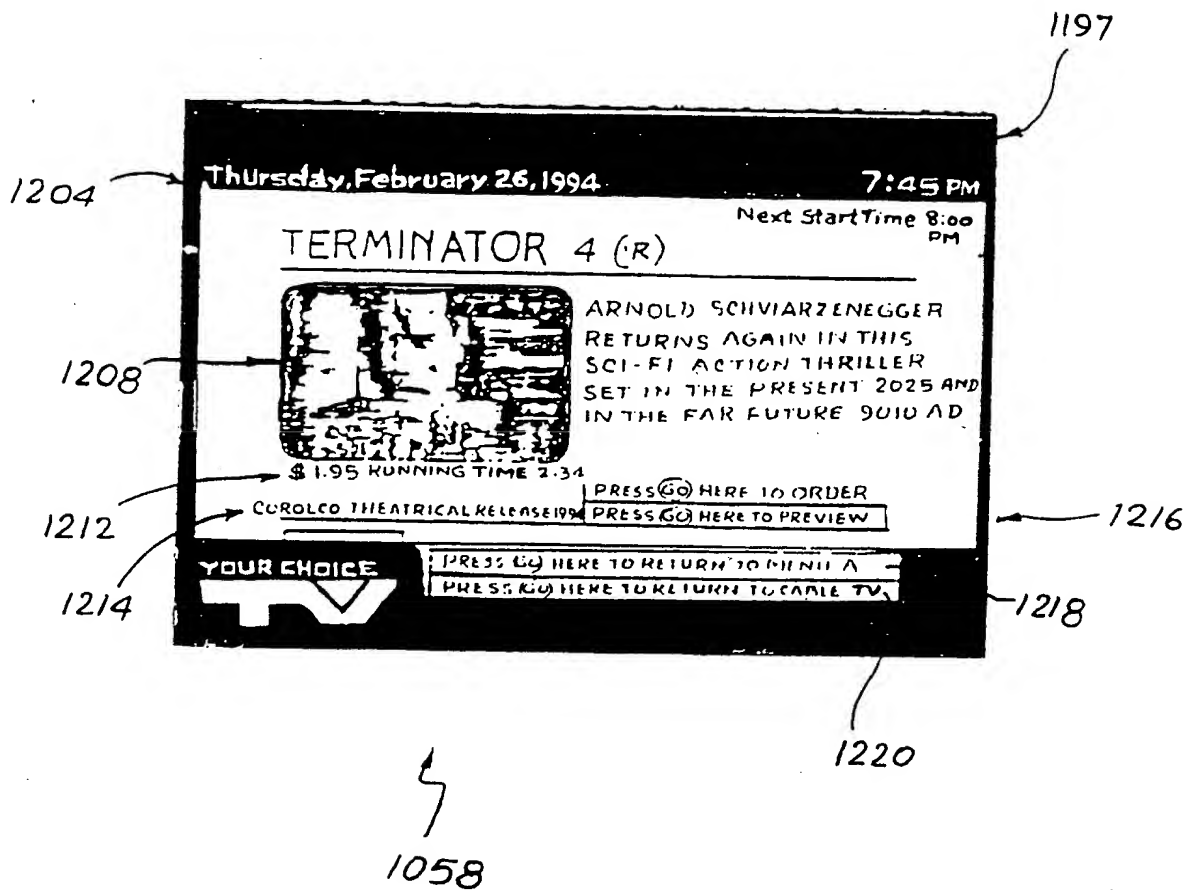 1197
1204
Thursday, February 26, 1994 7:45 PM
Next Start Time 8:00
PM
TERMINATOR 4 (R)
1208
ARNOLD SCHVIARZENEGGER
RETURNS AGAIN IN THIS
SCI-FI ACTION THRILLER
SET IN THE PRESENT 2025 AND
IN THE FAR FUTURE 9010 AD
1212
$1.95 RUNNING TIME 2.34
PRESS GO HERE TO ORDER
1214
COROLCO THEATRICAL RELEASE 199
PRESS GO HERE TO PREVIEW
1216
YOUR CHOICE
TV
PRESS GO HERE TO RETURN TO MENU A
PRESS GO HERE TO RETURN TO CABLE TV
1218
1220
1058